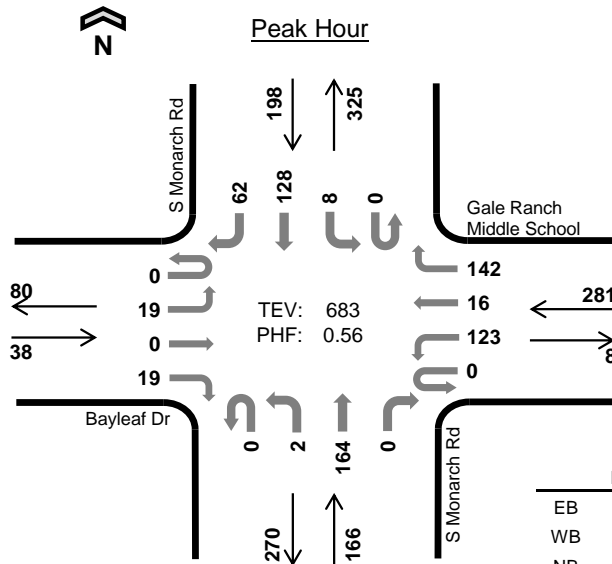 Peak Hour
N
198
325
S Monarch Rd
62
128
8
0
Gale Ranch
Middle School
0
142
80
19
TEV: 683
16
281
PHF: 0.56
38
0
123
8
19
0
Bayleaf Dr
0
2
164
0
S Monarch Rd
270
166
EB
WB